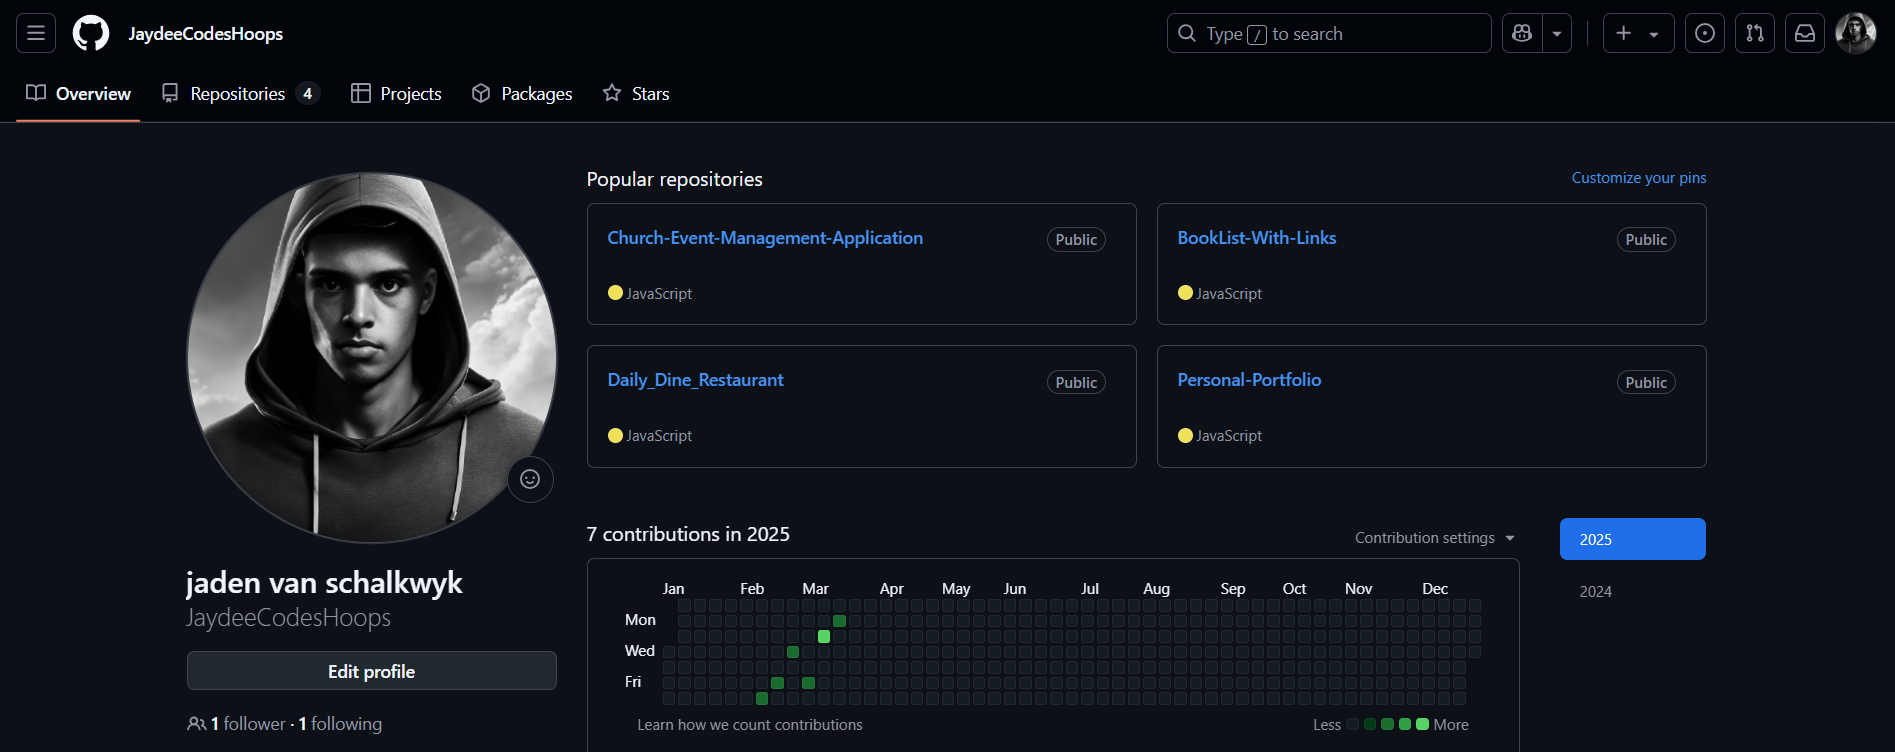 JaydeeCodesHoops
Type / to search
Overview
Repositories 4
Projects
Packages
Stars
Popular repositories
Customize your pins
Church-Event-Management-Application
Public
JavaScript
BookList-With-Links
Public
JavaScript
Daily_Dine_Restaurant
Public
JavaScript
Personal-Portfolio
Public
JavaScript
jaden van schalkwyk
JaydeeCodesHoops
Edit profile
1 follower · 1 following
7 contributions in 2025
Contribution settings
2025
2024
Jan Feb Mar Apr May Jun Jul Aug Sep Oct Nov Dec
Mon
Wed
Fri
Learn how we count contributions
Less
More